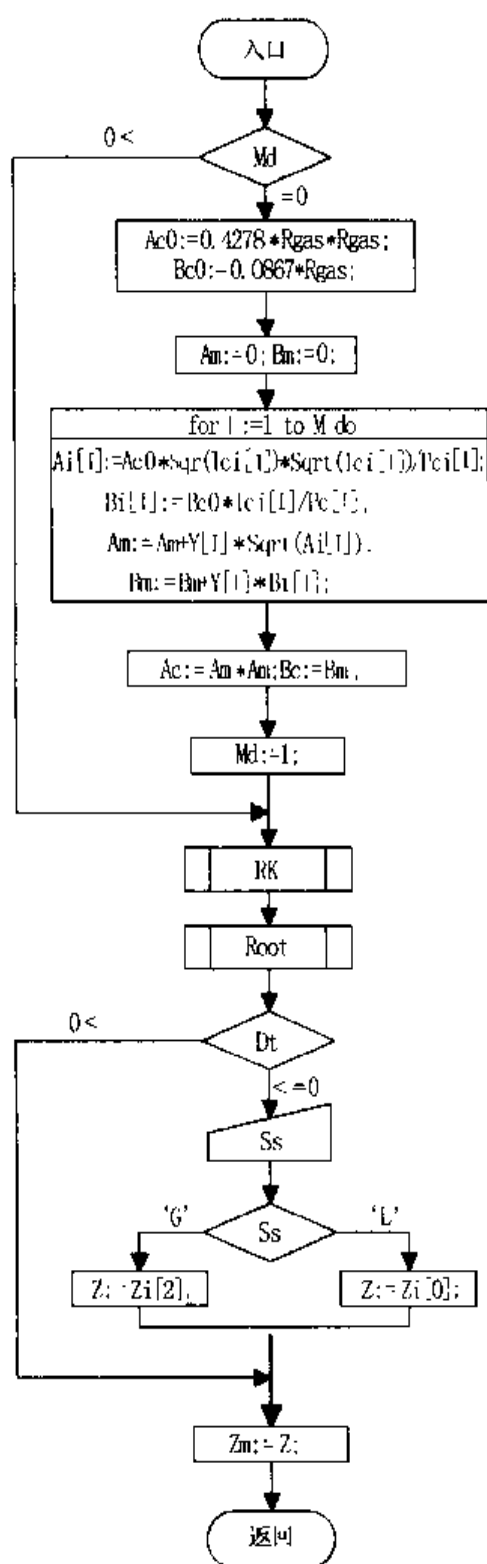 入口
0<
Md
=0
Ac0:=0.4278*Rgas*Rgas;
Bc0:=0.0867*Rgas;
Am:=0; Bm:=0;
for I :=1 to M do
Ai[I]:=Ac0*Sqr(Tci[I])*Sqrt(Tci[I])/Pci[I];
Bi[I]:=Bc0*Tci[I]/Pc[I];
Am:=Am+Y[I]*Sqrt(Ai[I]);
Bm:=Bm+Y[I]*Bi[I];
Ac:=Am*Am;Bc:=Bm;
Md:=1;
RK
Root
0<
Dt
<=0
Ss
'G'
Ss
'L'
Z:=Zi[2];
Z:=Zi[0];
Zm:=Z;
返回